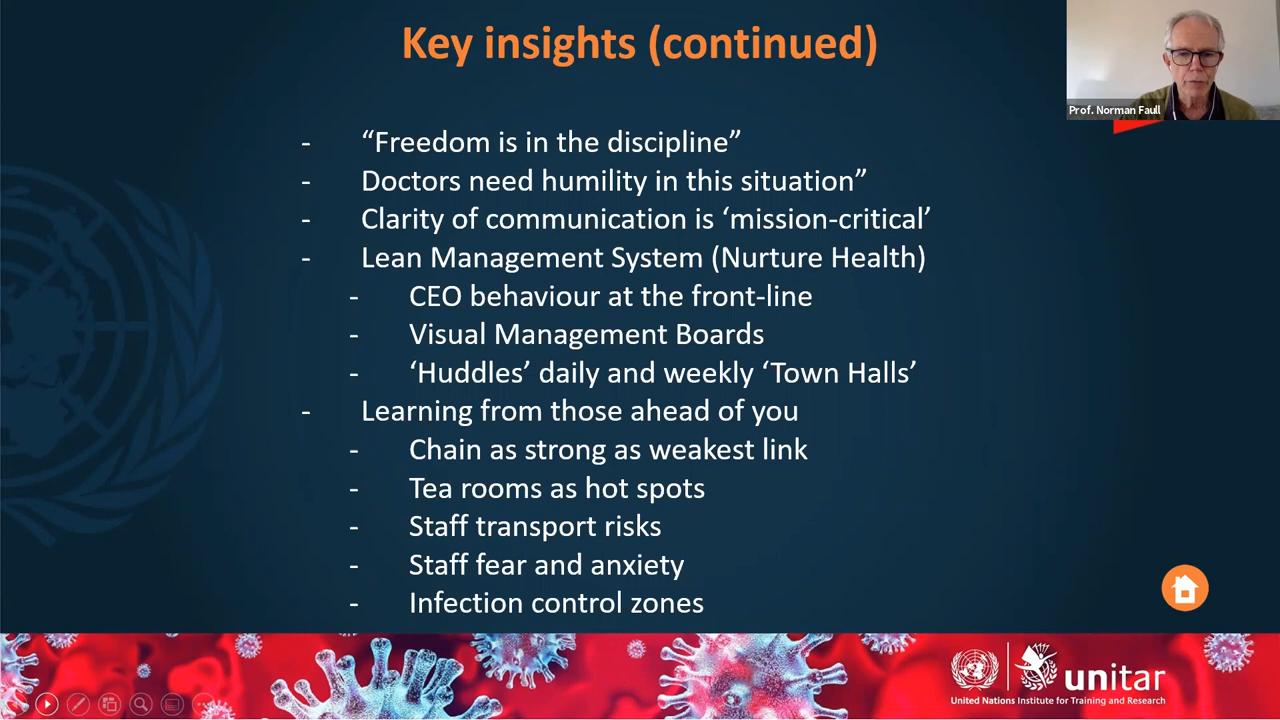 Key insights (continued)
Prof. Norman Faull
- “Freedom is in the discipline”
- Doctors need humility in this situation”
- Clarity of communication is ‘mission-critical’
- Lean Management System (Nurture Health)
- CEO behaviour at the front-line
- Visual Management Boards
- ‘Huddles’ daily and weekly ‘Town Halls’
- Learning from those ahead of you
- Chain as strong as weakest link
- Tea rooms as hot spots
- Staff transport risks
- Staff fear and anxiety
- Infection control zones
unitar
United Nations Institute for Training and Research